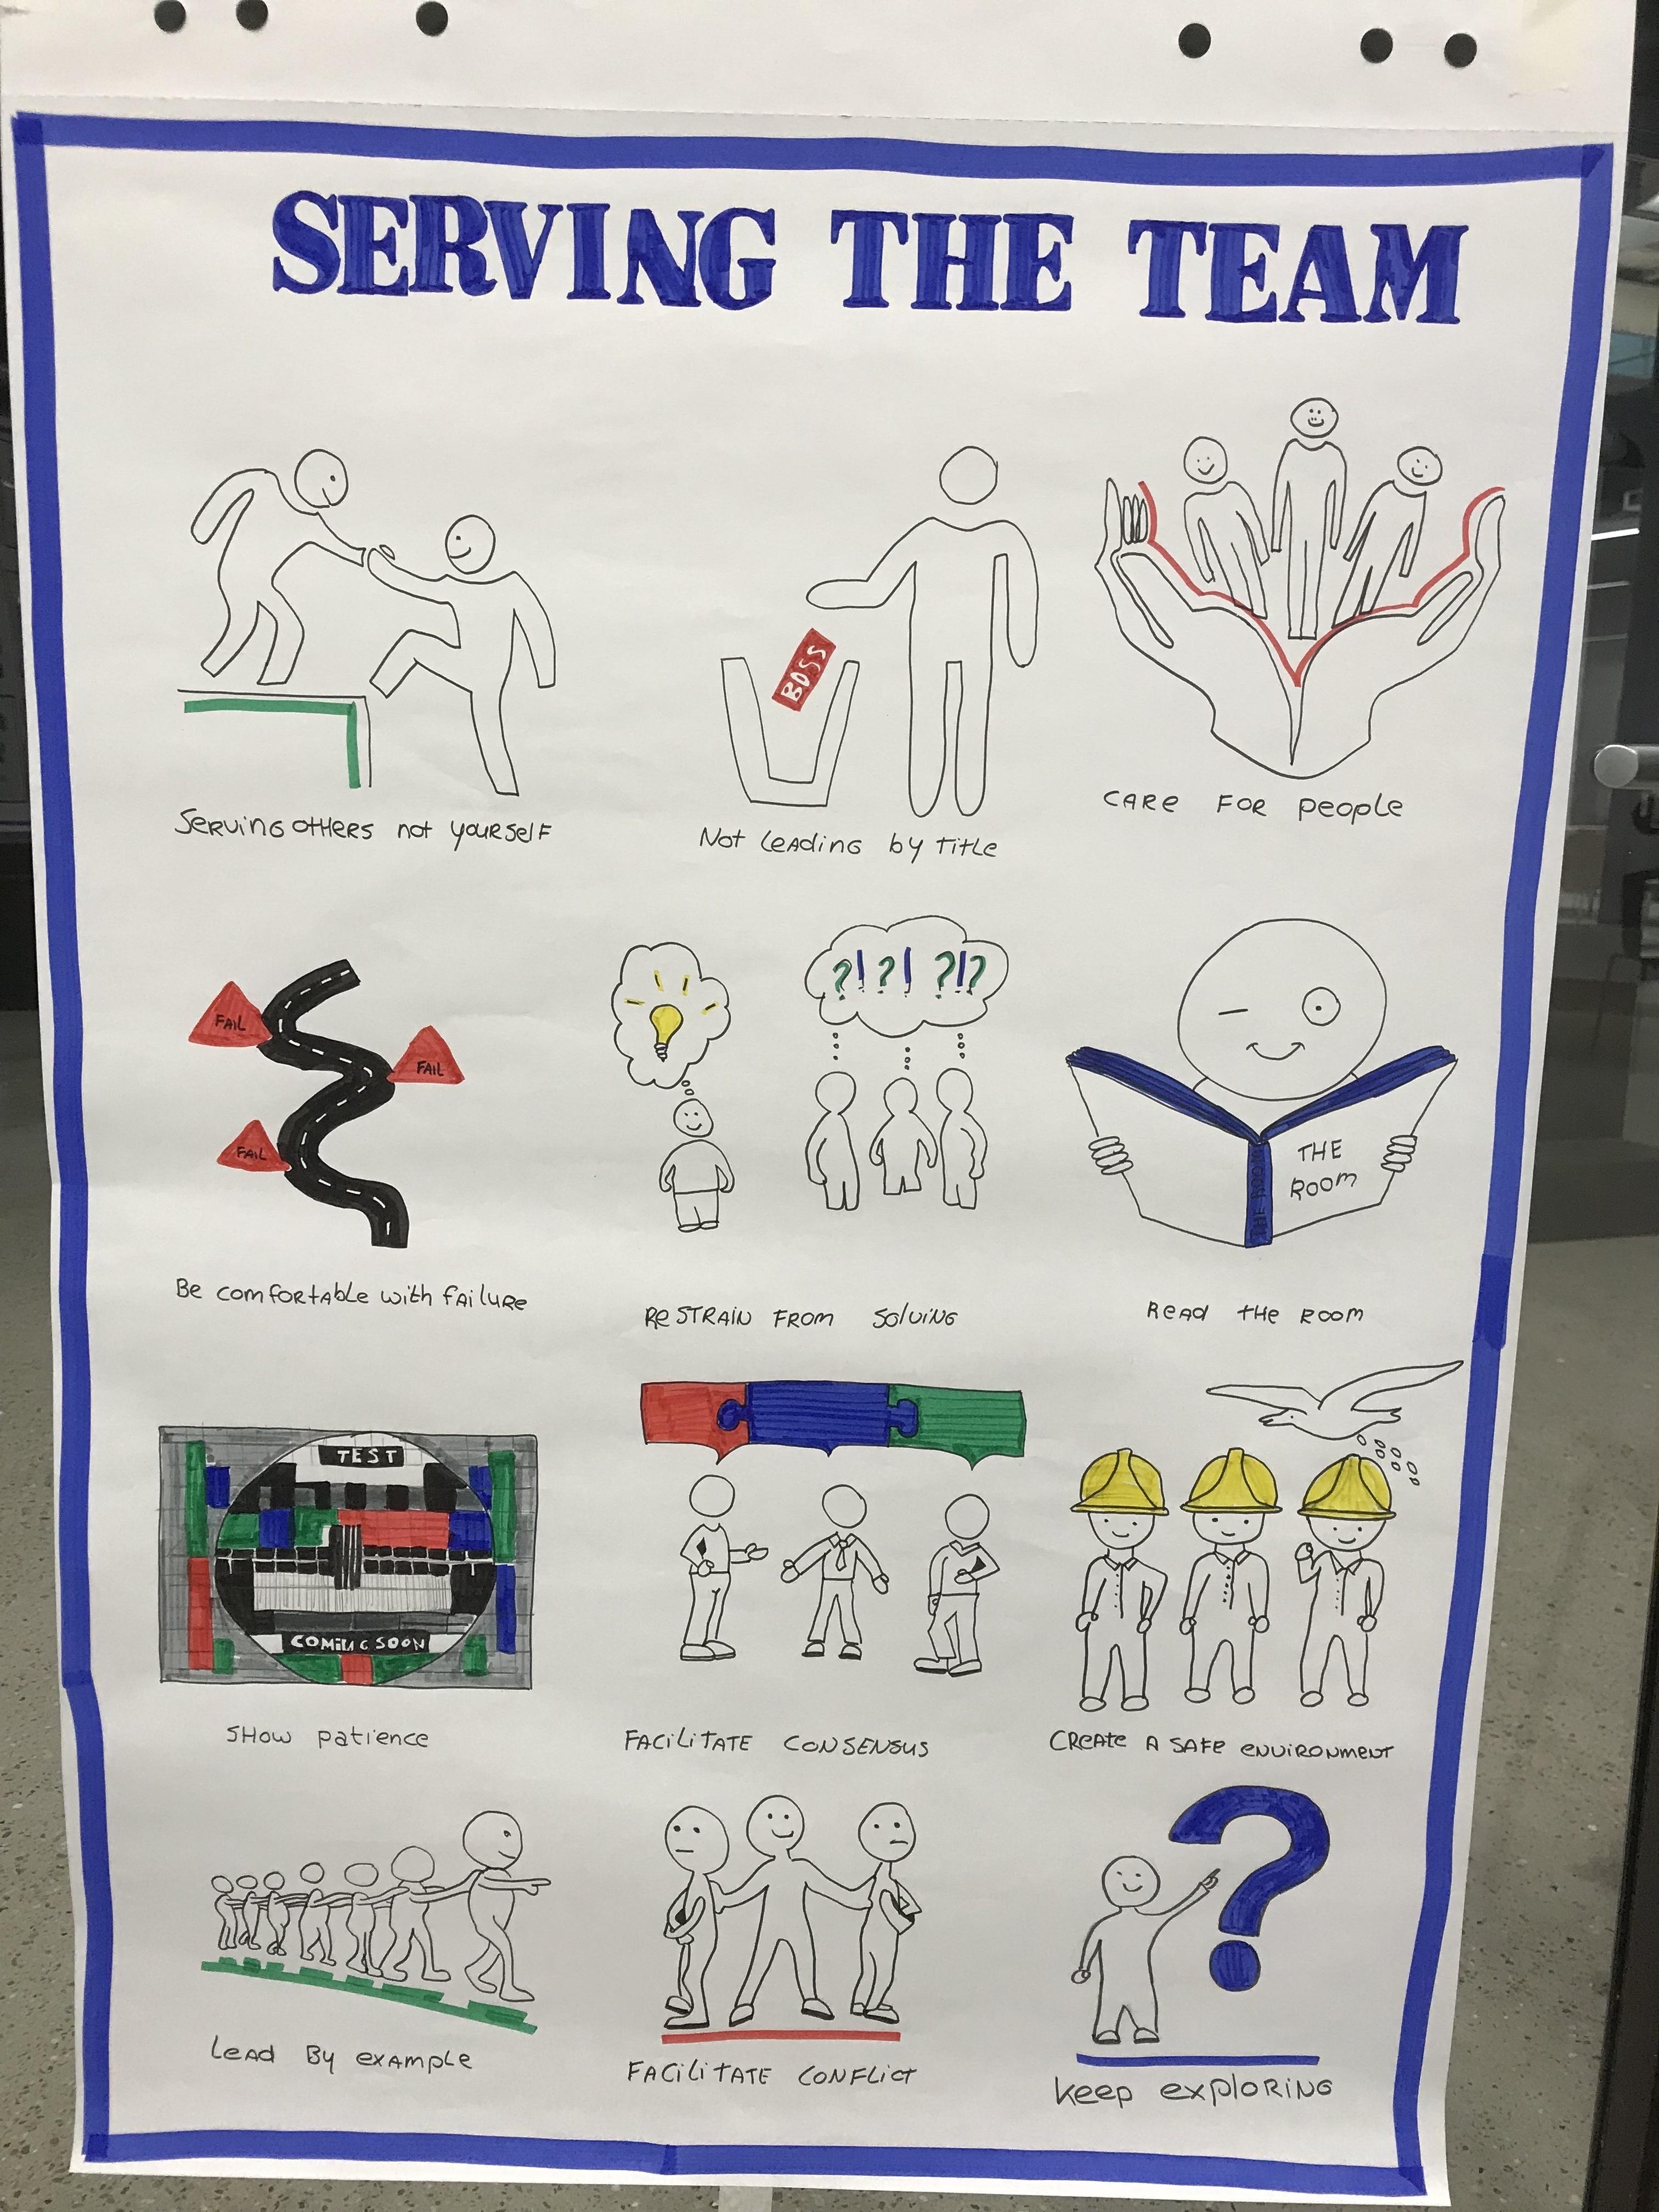 SERVING THE TEAM
BOSS
Serving others not yourself
Not leading by title
Care for people
FAIL
FAIL
FAIL
?! ?! ?!?
THE
ROOM
THE ROOM
Be comfortable with failure
Restrain from solving
Read the room
TEST
COMING SOON
Show patience
Facilitate consensus
Create a safe environment
Lead by example
Facilitate conflict
Keep exploring
?